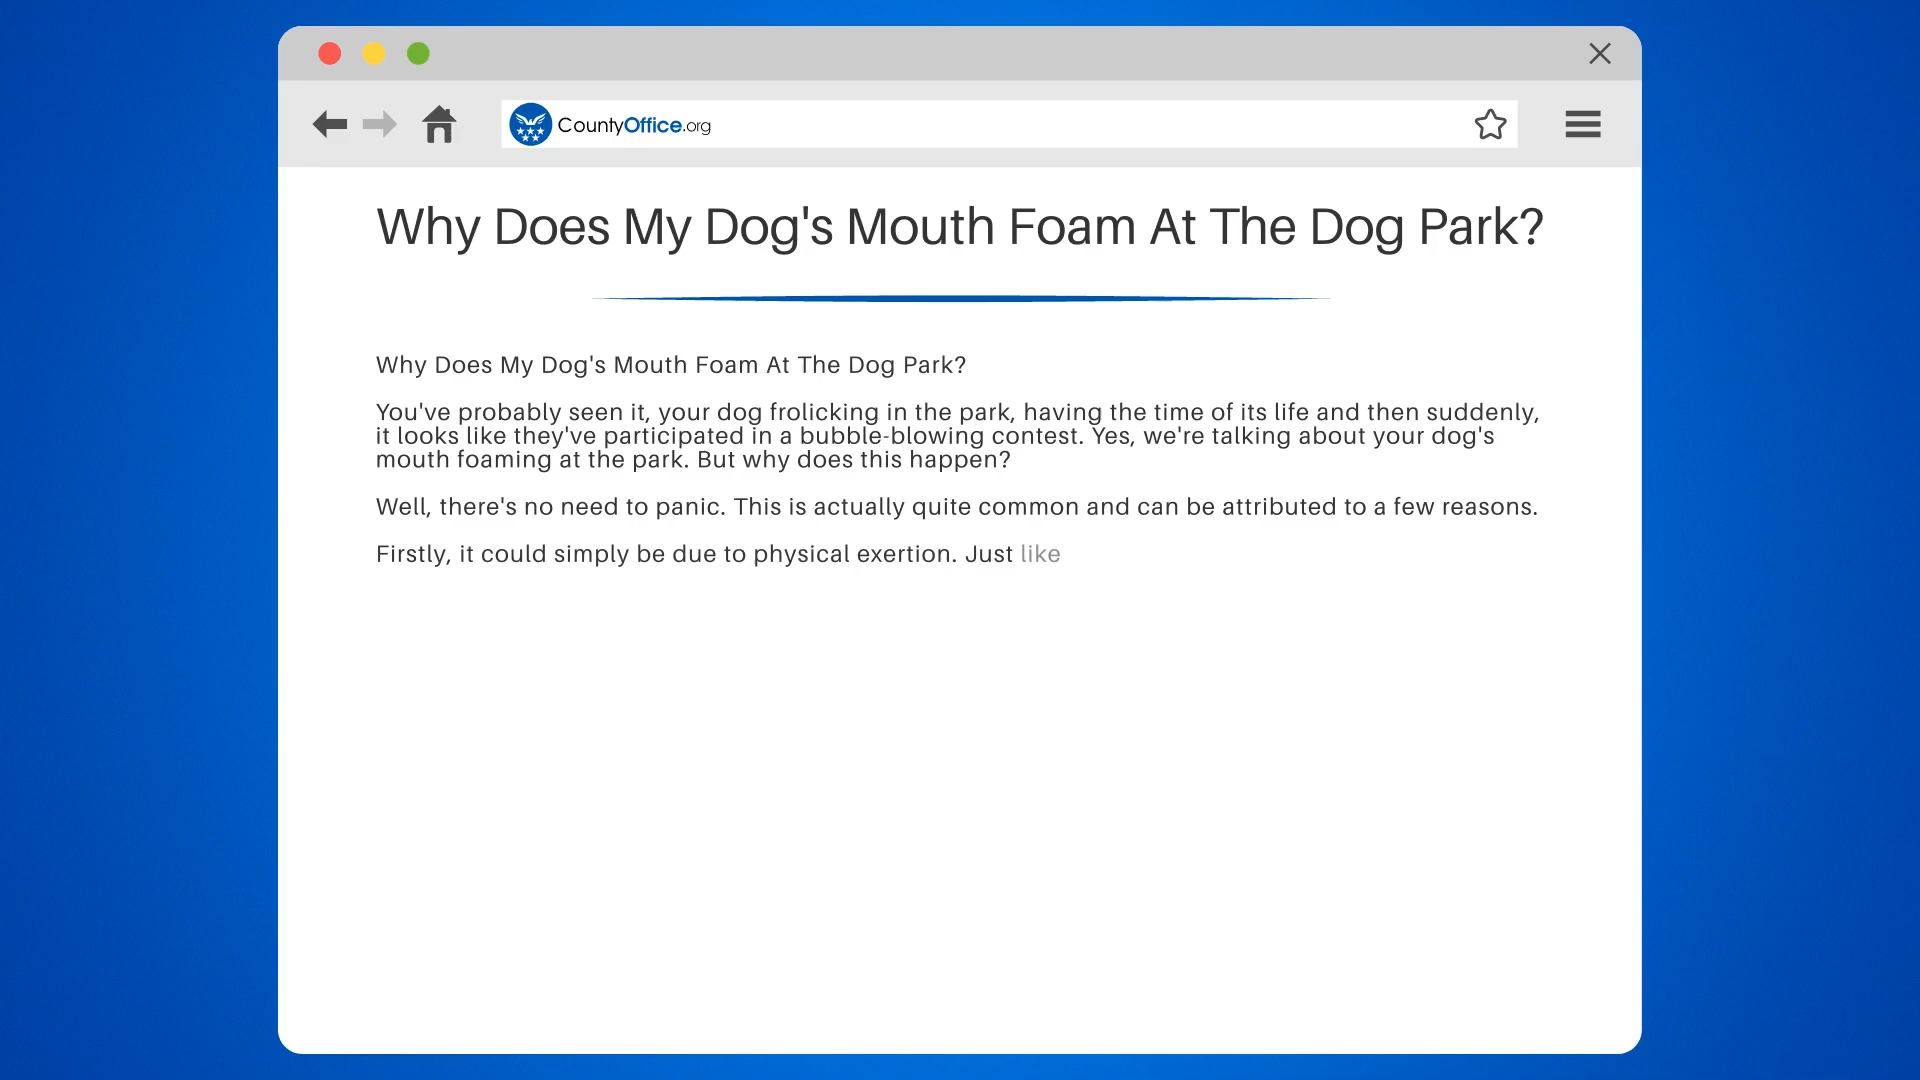 CountyOffice.org
Why Does My Dog's Mouth Foam At The Dog Park?
Why Does My Dog's Mouth Foam At The Dog Park?
You've probably seen it, your dog frolicking in the park, having the time of its life and then suddenly,
it looks like they've participated in a bubble-blowing contest. Yes, we're talking about your dog's
mouth foaming at the park. But why does this happen?
Well, there's no need to panic. This is actually quite common and can be attributed to a few reasons.
Firstly, it could simply be due to physical exertion. Just like